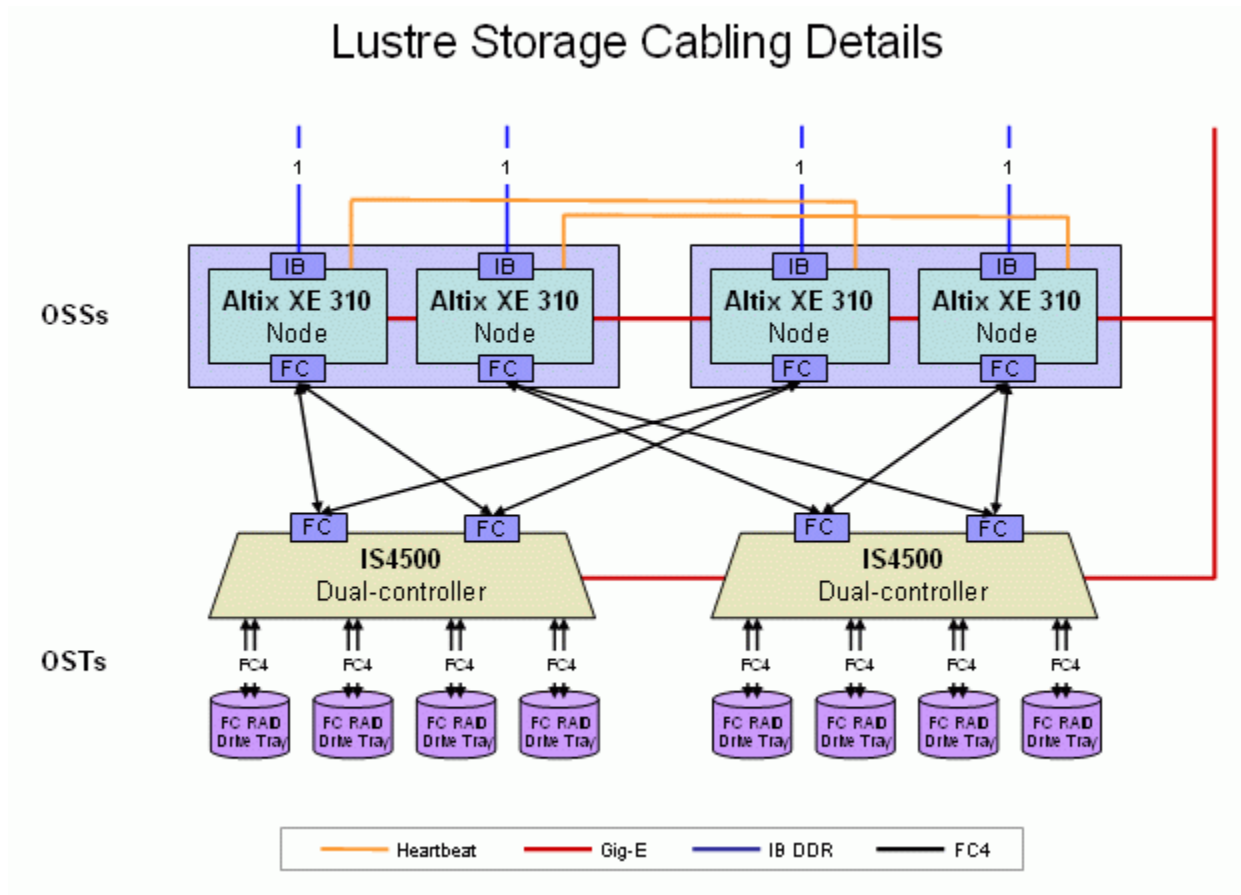 Lustre Storage Cabling Details
1 1 1 1
IB IB IB IB
OSSs
Altix XE 310 Altix XE 310 Altix XE 310 Altix XE 310
Node Node Node Node
FC FC FC FC
FC FC FC FC
IS4500 IS4500
Dual-controller Dual-controller
OSTs
FC4 FC4 FC4 FC4 FC4 FC4 FC4 FC4
FC RAID FC RAID FC RAID FC RAID FC RAID FC RAID FC RAID FC RAID
Drive Tray Drive Tray Drive Tray Drive Tray Drive Tray Drive Tray Drive Tray Drive Tray
Heartbeat Gig-E IB DDR FC4